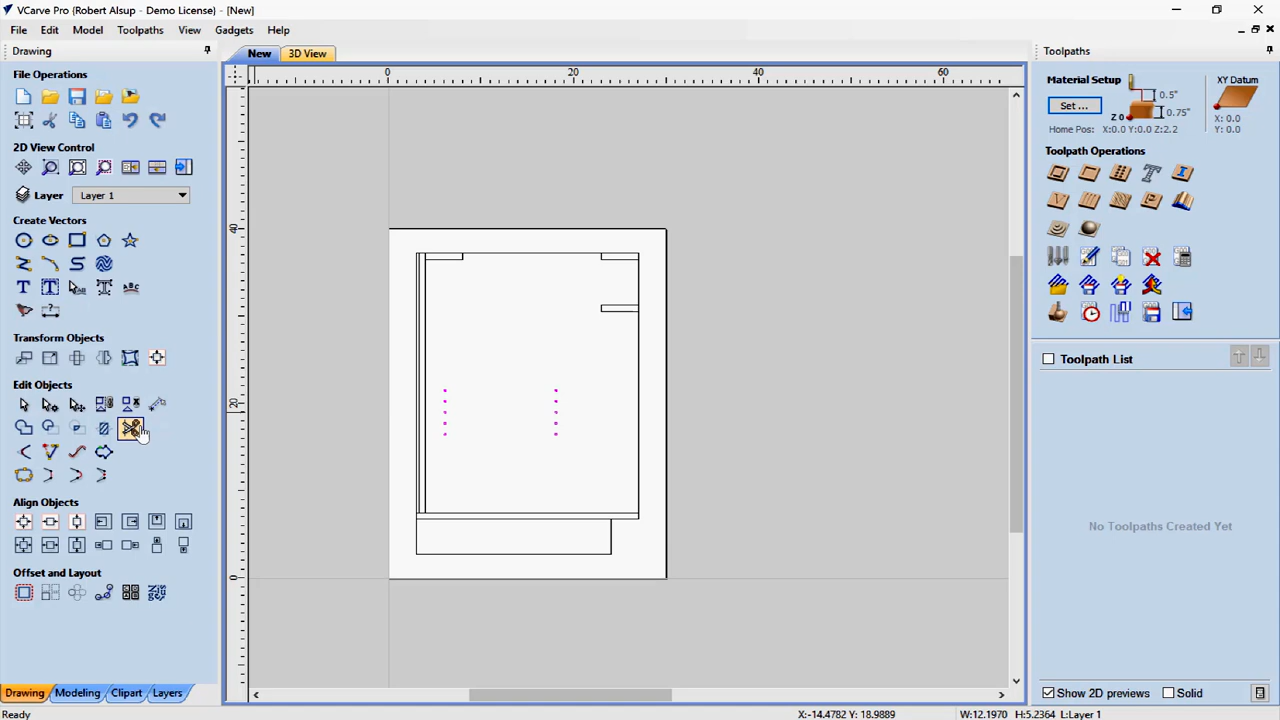 VCarve Pro {Robert Alsup - Demo License} - [New]
File Edit Model Toolpaths View Gadgets Help
Drawing
File Operations
2D View Control
Layer Layer 1
Create Vectors
Transform Objects
Edit Objects
Align Objects
Offset and Layout
Drawing Modeling Clipart Layers
New 3D View
0 20 40 60
40
20
0
Toolpaths
Material Setup
Set ...
0.5"
0.75"
Z 0
XY Datum
X: 0.0
Y: 0.0
Home Pos: X:0.0 Y:0.0 Z:2.2
Toolpath Operations
Toolpath List
No Toolpaths Created Yet
Show 2D previews Solid
Ready
X:-14.4782 Y: 18.9889
W:12.1970 H:5.2364 L:Layer 1